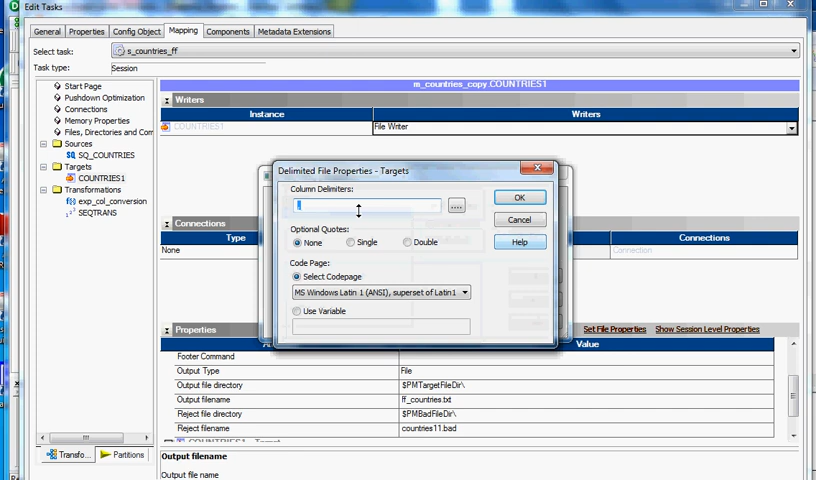 Edit Tasks
General Properties Config Object Mapping Components Metadata Extensions
Select task: s_countries_ff
Task type: Session
Start Page
Pushdown Optimization
Connections
Memory Properties
Files, Directories and Com
Sources
SQ_COUNTRIES
Targets
COUNTRIES1
Transformations
exp_col_conversion
SEQTRANS
Transfo... Partitions
m_countries_copy.COUNTRIES1
Writers
Instance Writers
COUNTRIES1 File Writer
Delimited File Properties - Targets
Column Delimiters:
,
....
OK
Cancel
Help
Optional Quotes:
None Single Double
Code Page:
Select Codepage
MS Windows Latin 1 (ANSI), superset of Latin1
Use Variable
Connections
Type Connections
None Connection
Properties Set File Properties Show Session Level Properties
Value
Footer Command
Output Type File
Output file directory $PMTargetFileDir\
Output filename ff_countries.txt
Reject file directory $PMBadFileDir\
Reject filename countries11.bad
Output filename
Output file name